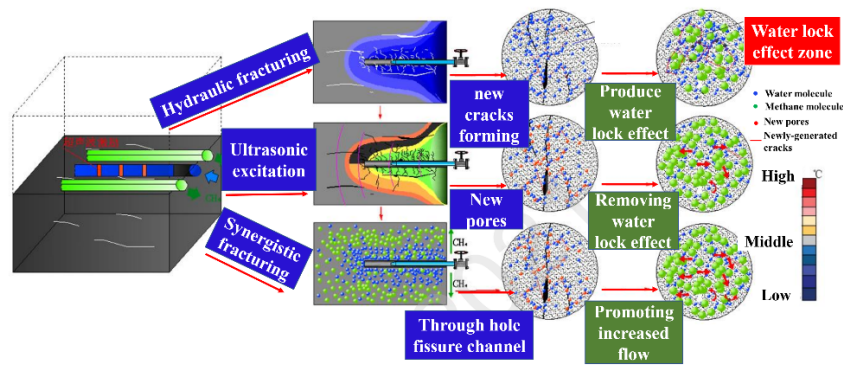 Hydraulic fracturing
Ultrasonic
excitation
Synergistic
fracturing
new
cracks
forming
New
pores
Through holc
fissure channel
CH₄
CH₄
Produce
water
lock effect
Removing
water
lock effect
Promoting
increased
flow
Water lock
effect zone
Water molecule
Methane molecule
New pores
Newly-generated
cracks
°C
High
Middle
Low